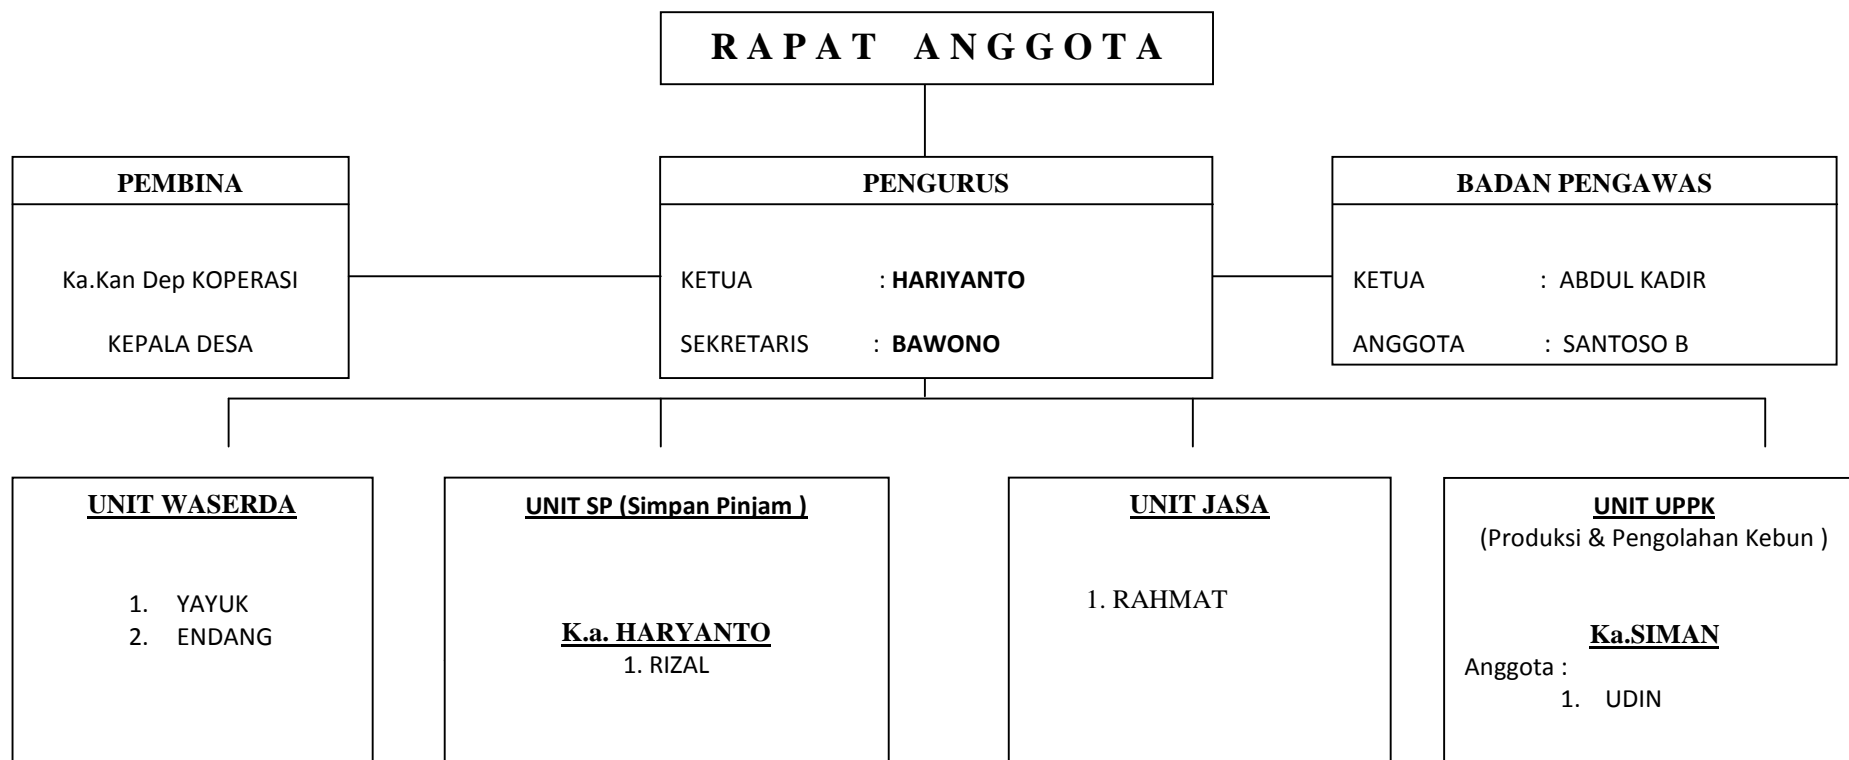 RAPAT ANGGOTA
PEMBINA
Ka.Kan Dep KOPERASI
KEPALA DESA
PENGURUS
KETUA : HARIYANTO
SEKRETARIS : BAWONO
BADAN PENGAWAS
KETUA : ABDUL KADIR
ANGGOTA : SANTOSO B
UNIT WASERDA
1. YAYUK
2. ENDANG
UNIT SP (Simpan Pinjam )
K.a. HARYANTO
1. RIZAL
UNIT JASA
1. RAHMAT
UNIT UPPK
(Produksi & Pengolahan Kebun )
Ka.SIMAN
Anggota :
1. UDIN